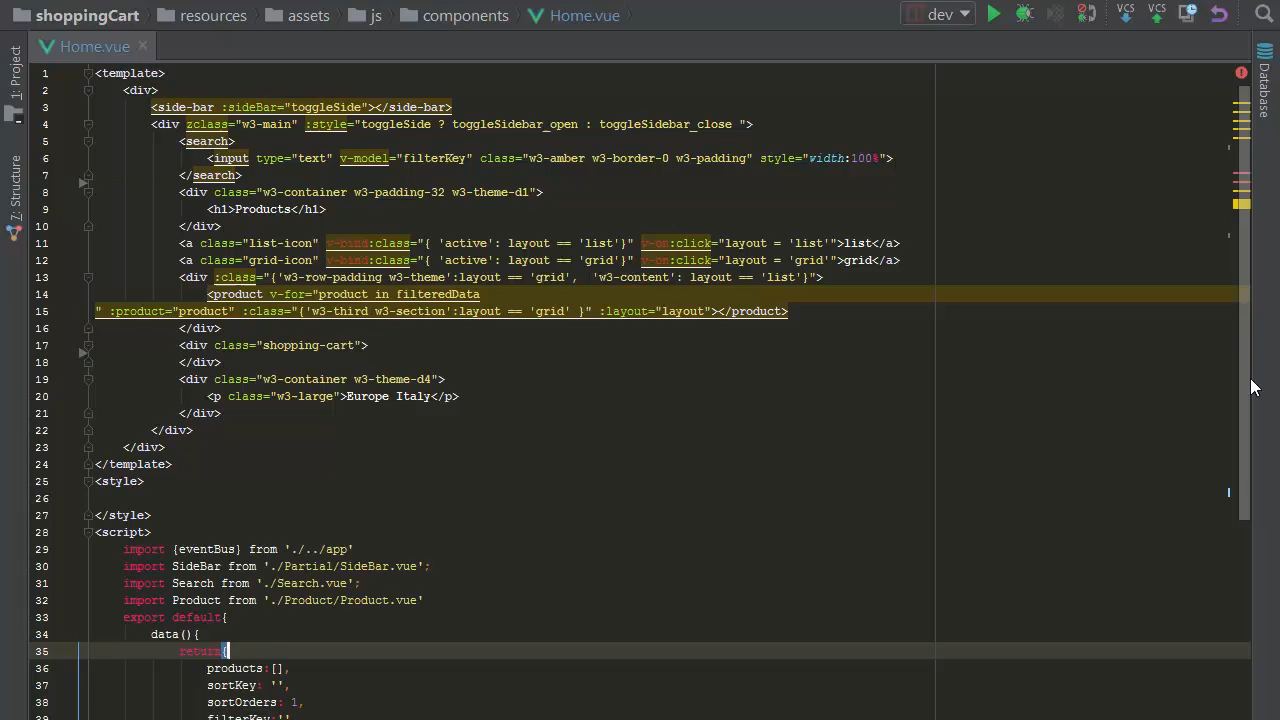 shoppingCart resources assets js components Home.vue dev VCS VCS
Home.vue
1: Project
7: Structure
Database
1 <template>
2 <div>
3 <side-bar :sideBar="toggleSide"></side-bar>
4 <div zclass="w3-main" :style="toggleSide ? toggleSidebar_open : toggleSidebar_close ">
5 <search>
6 <input type="text" v-model="filterKey" class="w3-amber w3-border-0 w3-padding" style="width:100%">
7 </search>
8 <div class="w3-container w3-padding-32 w3-theme-d1">
9 <h1>Products</h1>
10 </div>
11 <a class="list-icon" v-bind:class="{ 'active': layout == 'list'}" v-on:click="layout = 'list'">list</a>
12 <a class="grid-icon" v-bind:class="{ 'active': layout == 'grid'}" v-on:click="layout = 'grid'">grid</a>
13 <div :class="{'w3-row-padding w3-theme':layout == 'grid', 'w3-content': layout == 'list'}">
14 <product v-for="product in filteredData
15 " :product="product" :class="{'w3-third w3-section':layout == 'grid' }" :layout="layout"></product>
16 </div>
17 <div class="shopping-cart">
18 </div>
19 <div class="w3-container w3-theme-d4">
20 <p class="w3-large">Europe Italy</p>
21 </div>
22 </div>
23 </div>
24 </template>
25 <style>
26
27 </style>
28 <script>
29 import {eventBus} from './../app'
30 import SideBar from './Partial/SideBar.vue';
31 import Search from './Search.vue';
32 import Product from './Product/Product.vue'
33 export default{
34 data(){
35 return{
36 products:[],
37 sortKey: '',
38 sortOrders: 1,
39 filterKey:''